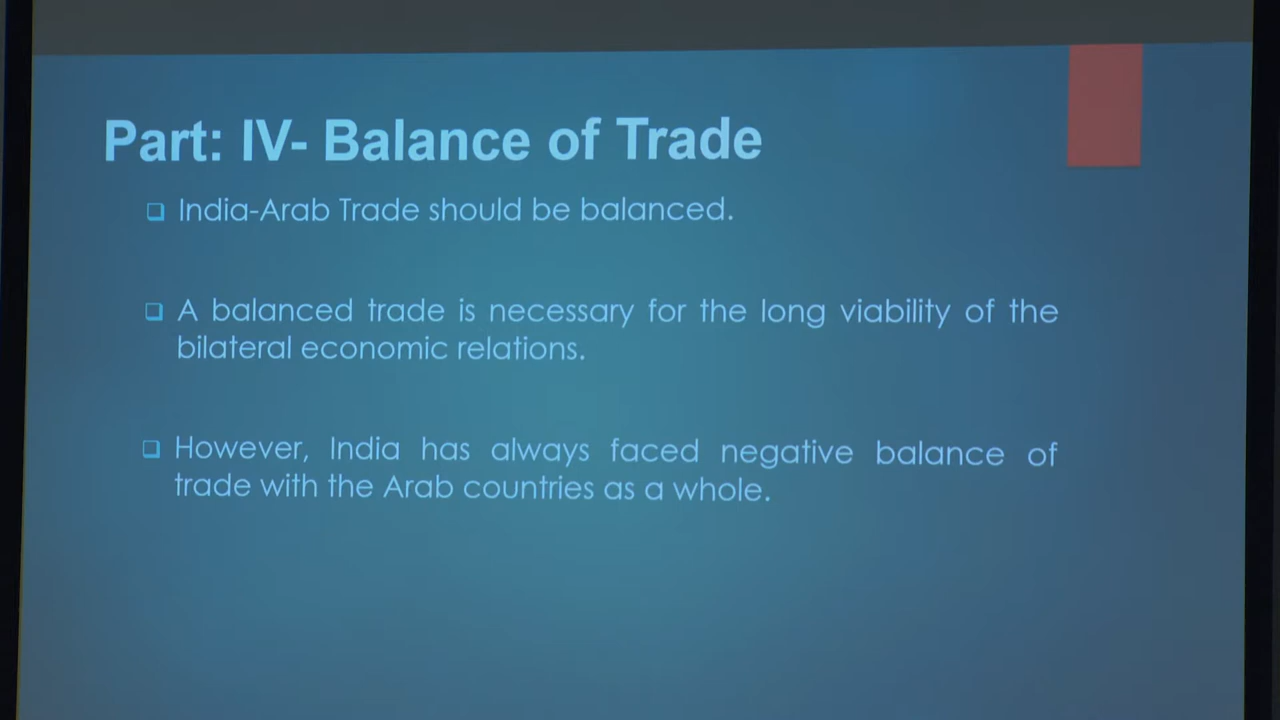 Part: IV- Balance of Trade
India-Arab Trade should be balanced.
A balanced trade is necessary for the long viability of the
bilateral economic relations.
However, India has always faced negative balance of
trade with the Arab countries as a whole.